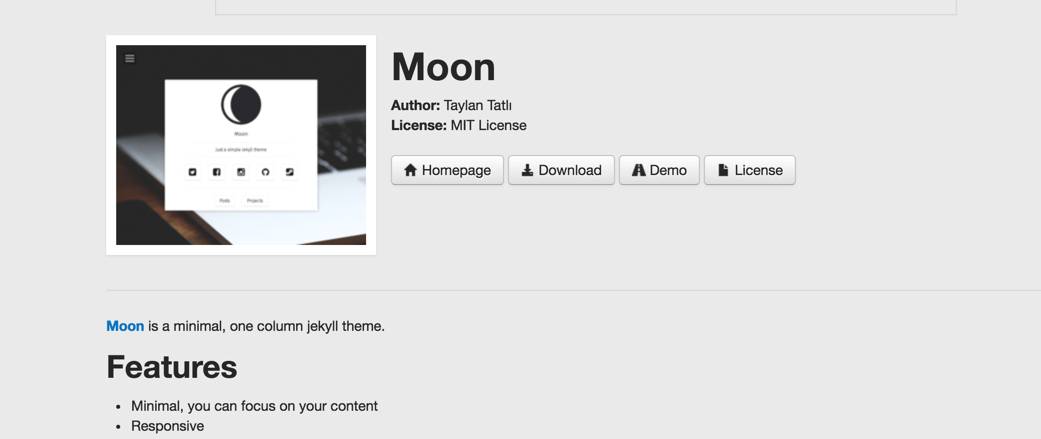 Moon
Just a simple Jekyll theme
Posts
Projects
Moon
Author: Taylan Tatlı
License: MIT License
Homepage
Download
Demo
License
Moon is a minimal, one column jekyll theme.
Features
• Minimal, you can focus on your content
• Responsive